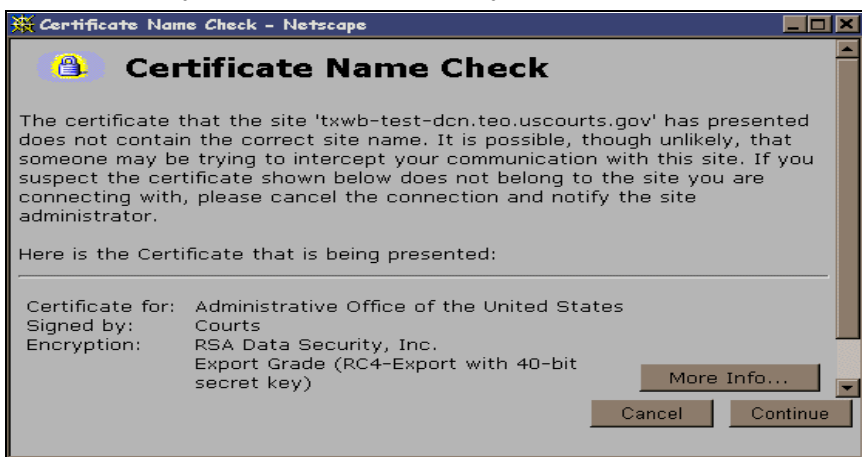 Certificate Name Check - Netscape
Certificate Name Check
The certificate that the site 'txwb-test-dcn.teo.uscourts.gov' has presented
does not contain the correct site name. It is possible, though unlikely, that
someone may be trying to intercept your communication with this site. If you
suspect the certificate shown below does not belong to the site you are
connecting with, please cancel the connection and notify the site
administrator.
Here is the Certificate that is being presented:
Certificate for: Administrative Office of the United States
Signed by: Courts
Encryption: RSA Data Security, Inc.
Export Grade (RC4-Export with 40-bit
secret key)
More Info...
Cancel Continue